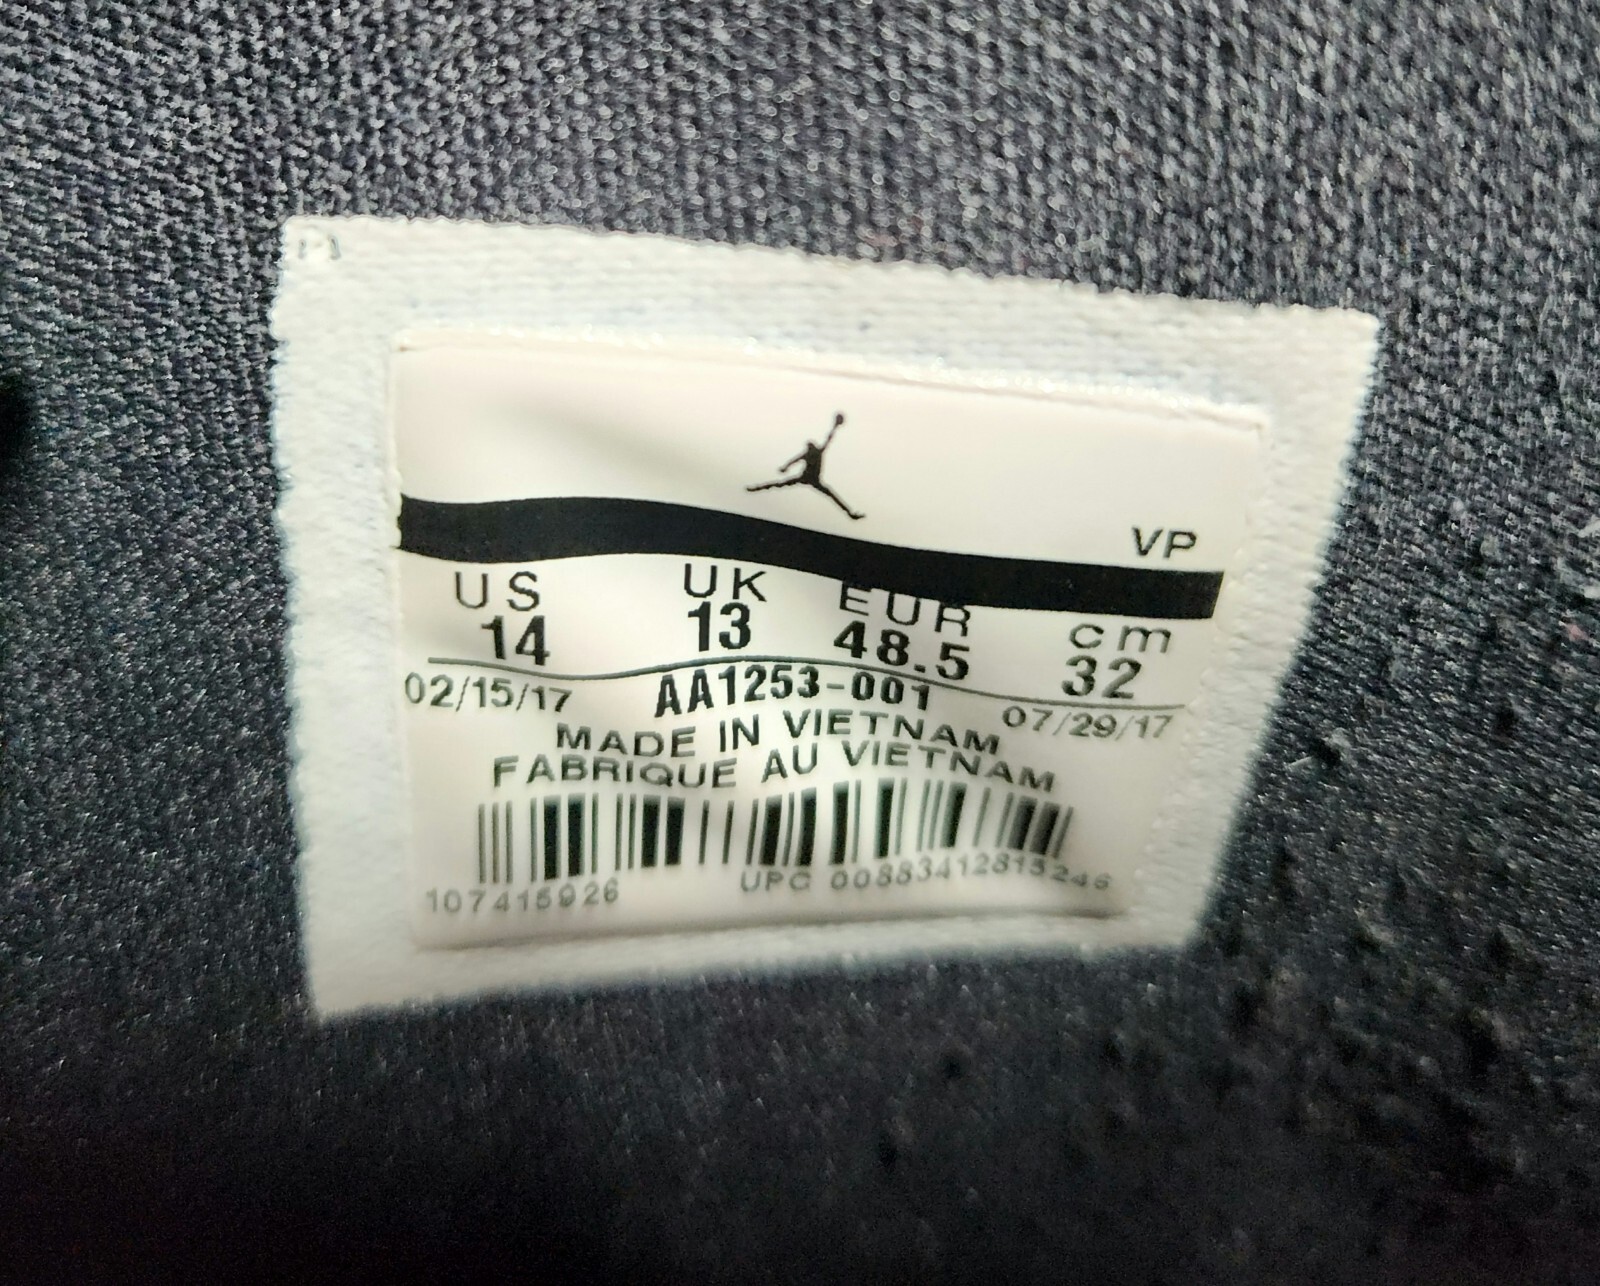 VP
US UK EUR cm
14 13 48.5 32
02/15/17 AA1253-001 07/29/17
MADE IN VIETNAM
FABRIQUE AU VIETNAM
107415926 UPC 00883412815246